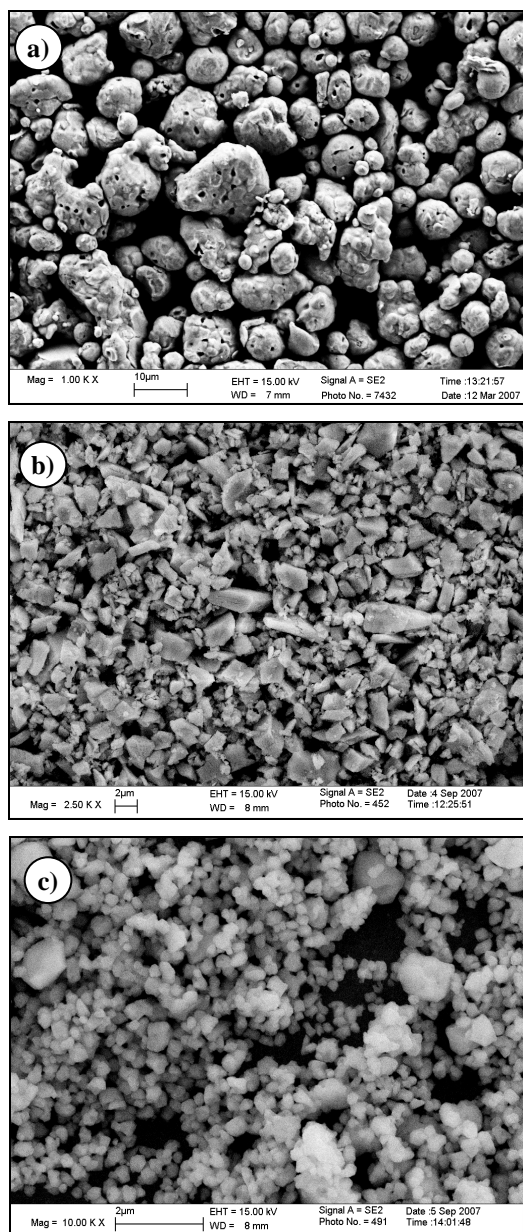 a)
Mag = 1.00 K X 10µm EHT = 15.00 kV Signal A = SE2 Time :13:21:57
WD = 7 mm Photo No. = 7432 Date :12 Mar 2007
b)
Mag = 2.50 K X 2µm EHT = 15.00 kV Signal A = SE2 Date :4 Sep 2007
WD = 8 mm Photo No. = 452 Time :12:25:51
c)
Mag = 10.00 K X 2µm EHT = 15.00 kV Signal A = SE2 Date :5 Sep 2007
WD = 8 mm Photo No. = 491 Time :14:01:48